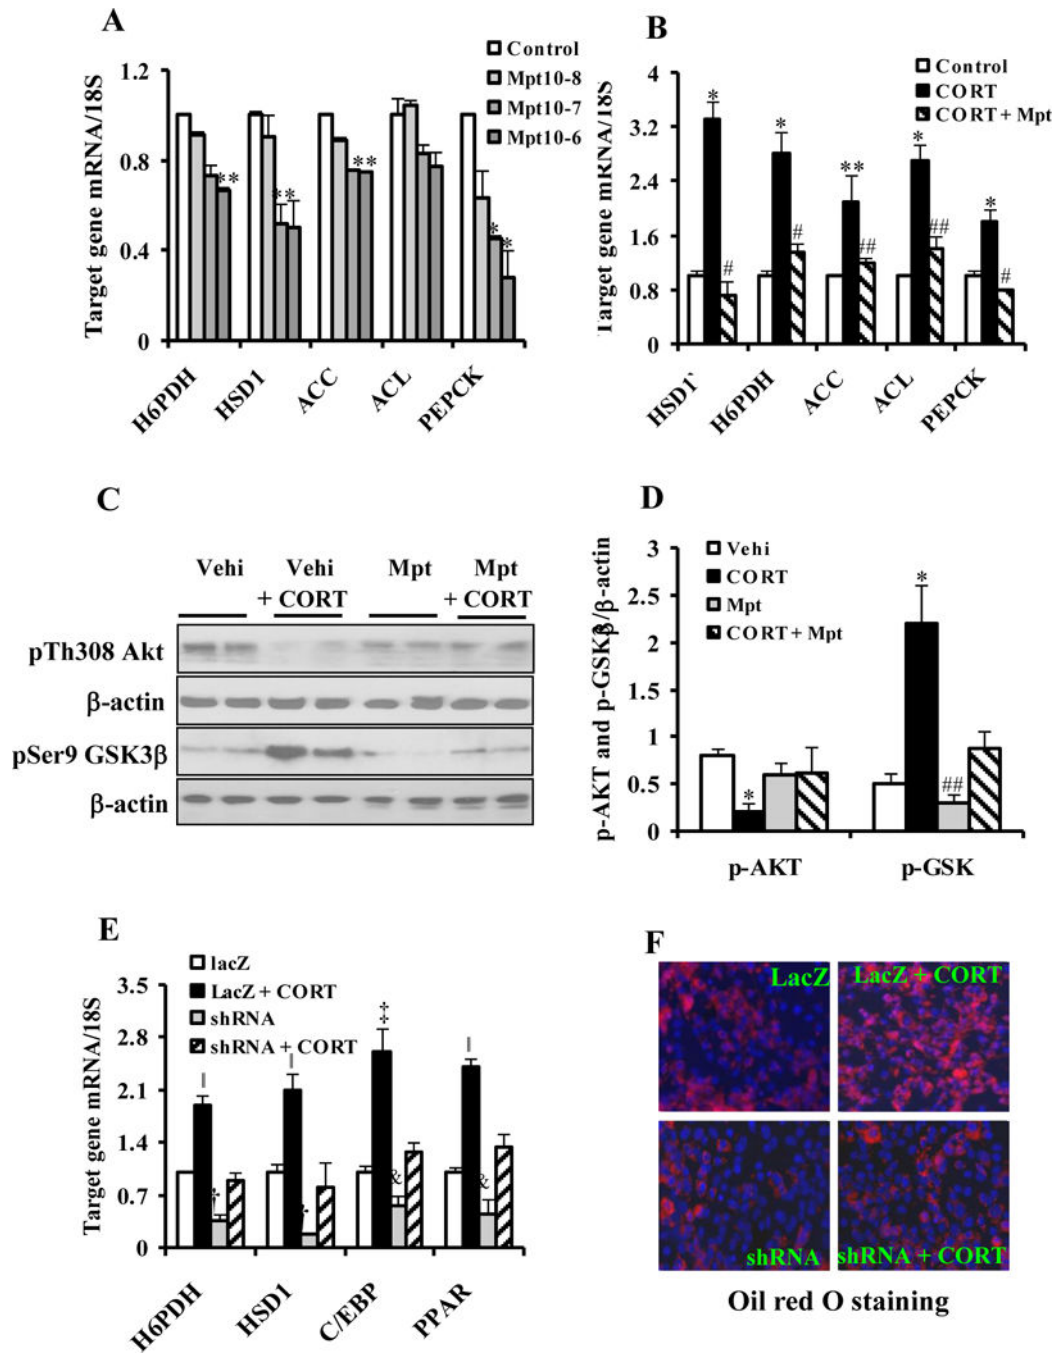 A
Control
Mpt10-8
Mpt10-7
Mpt10-6
Target gene mRNA/18S
1.2
0.8
0.4
0
** ** ** * *
H6PDH HSD1 ACC ACL PEPCK
B
Control
CORT
CORT + Mpt
Target gene mRNA/18S
4
3.2
2.4
1.6
0.8
0
* # * # ** ## * ## * #
HSD1` H6PDH ACC ACL PEPCK
C
Vehi Vehi Mpt Mpt
+ CORT + CORT
pTh308 Akt
β-actin
pSer9 GSK3β
β-actin
D
Vehi
CORT
Mpt
CORT + Mpt
p-AKT and p-GSKβ/β-actin
3
2.5
2
1.5
1
0.5
0
* * ##
p-AKT p-GSK
E
lacZ
LacZ + CORT
shRNA
shRNA + CORT
Target gene mRNA/18S
3.5
2.8
2.1
1.4
0.7
0
| † | † ‡ & | &
H6PDH HSD1 C/EBP PPAR
F
LacZ LacZ + CORT
shRNA shRNA + CORT
Oil red O staining